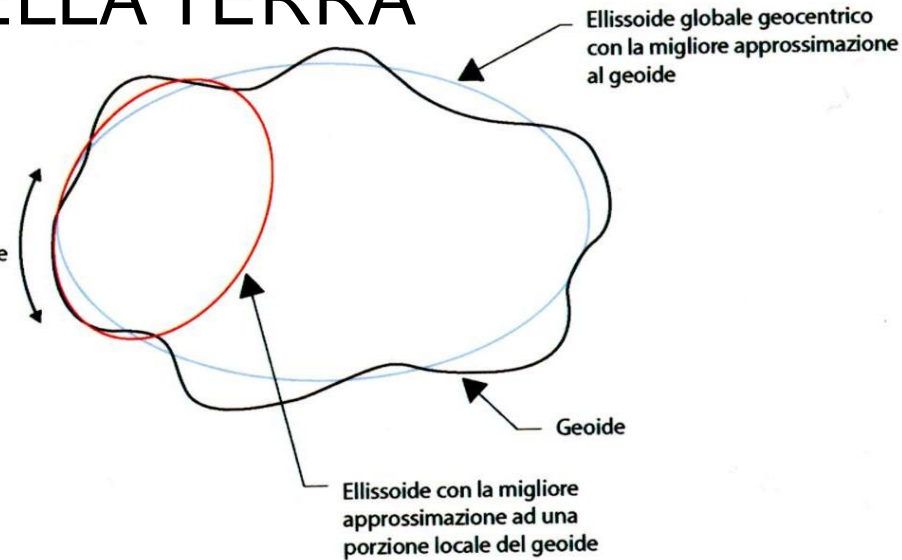 ELLA TERRA
Ellissoide globale geocentrico
con la migliore approssimazione
al geoide
e
Geoide
Ellissoide con la migliore
approssimazione ad una
porzione locale del geoide